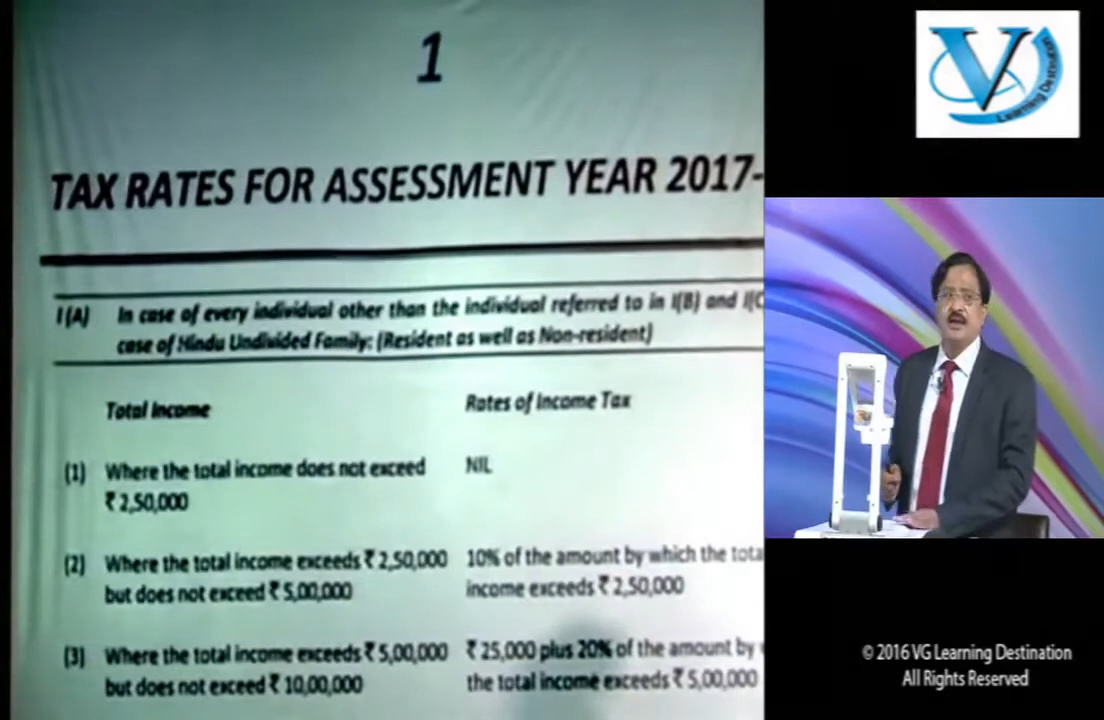 1
TAX RATES FOR ASSESSMENT YEAR 2017-
I(A) In case of every individual other than the individual referred to in I(B) and I(C
case of Hindu Undivided Family: (Resident as well as Non-resident)
Total Income Rates of Income Tax
(1) Where the total income does not exceed NIL
₹ 2,50,000
(2) Where the total income exceeds ₹ 2,50,000 10% of the amount by which the tota
but does not exceed ₹ 5,00,000 income exceeds ₹ 2,50,000
(3) Where the total income exceeds ₹ 5,00,000 ₹ 25,000 plus 20% of the amount by
but does not exceed ₹ 10,00,000 the total income exceeds ₹ 5,00,000
V
Learning Destination
© 2016 VG Learning Destination
All Rights Reserved